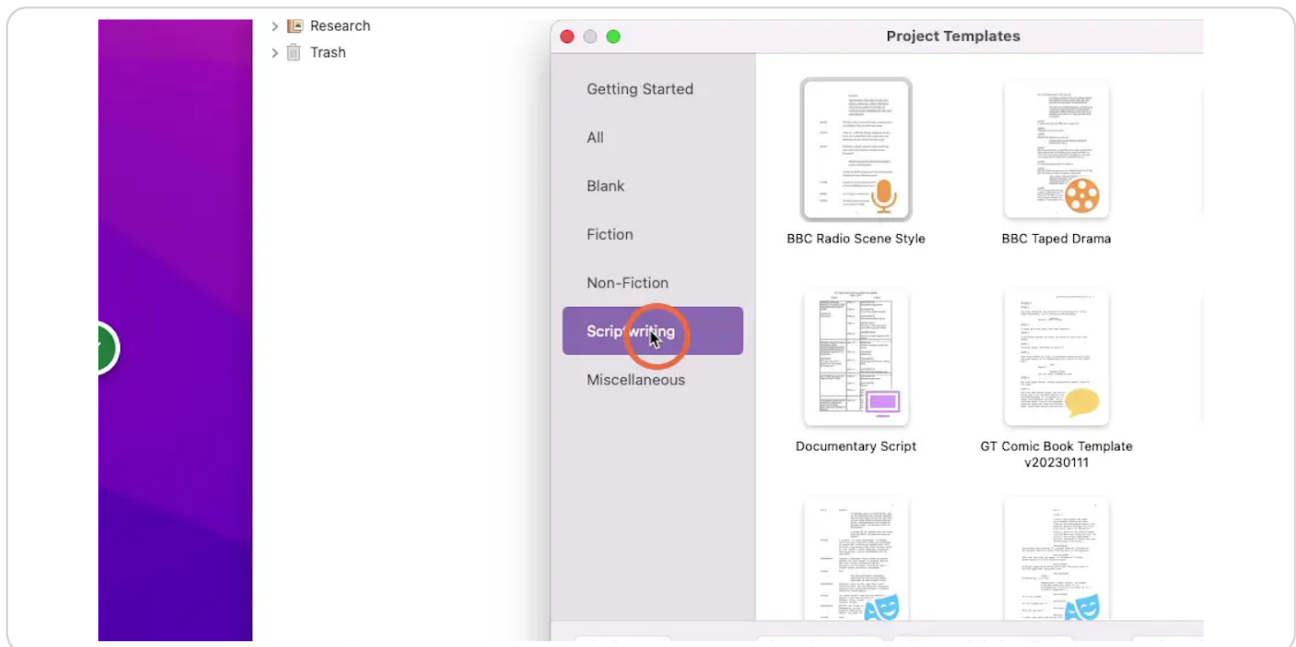 Research
Trash
Project Templates
Getting Started
All
Blank
Fiction
Non-Fiction
Scriptwriting
Miscellaneous
BBC Radio Scene Style
BBC Taped Drama
Documentary Script
GT Comic Book Template
v20230111